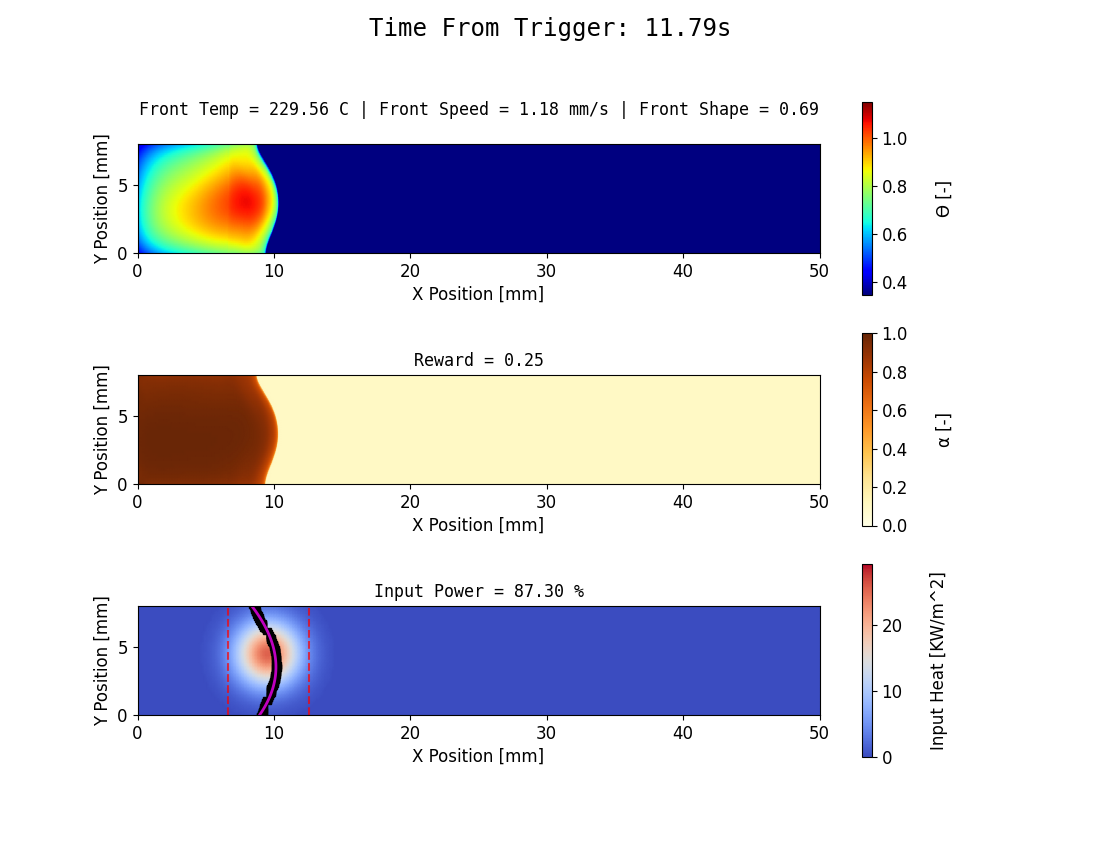 Time From Trigger: 11.79s
Front Temp = 229.56 C | Front Speed = 1.18 mm/s | Front Shape = 0.69
Y Position [mm]
5
0
0 10 20 30 40 50
X Position [mm]
1.0
0.8
0.6
0.4
Θ [-]
Reward = 0.25
Y Position [mm]
5
0
0 10 20 30 40 50
X Position [mm]
1.0
0.8
0.6
0.4
0.2
0.0
α [-]
Input Power = 87.30 %
Y Position [mm]
5
0
0 10 20 30 40 50
X Position [mm]
20
10
0
Input Heat [KW/m^2]